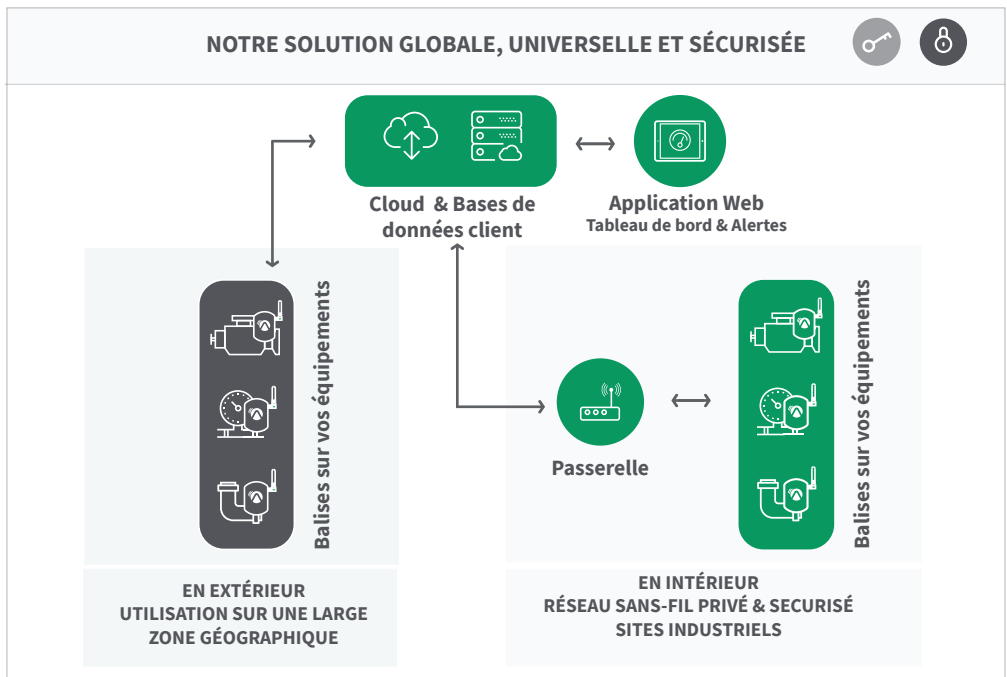 NOTRE SOLUTION GLOBALE, UNIVERSELLE ET SÉCURISÉE
Cloud & Bases de
données client
Application Web
Tableau de bord & Alertes
Balises sur vos équipements
Passerelle
Balises sur vos équipements
EN EXTÉRIEUR
UTILISATION SUR UNE LARGE
ZONE GÉOGRAPHIQUE
EN INTÉRIEUR
RÉSEAU SANS-FIL PRIVÉ & SECURISÉ
SITES INDUSTRIELS